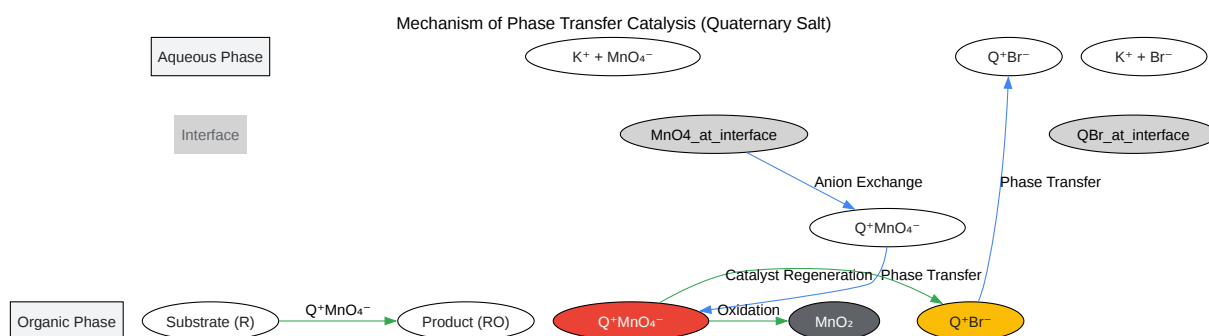 Mechanism of Phase Transfer Catalysis (Quaternary Salt)
Aqueous Phase
K⁺ + MnO₄⁻
Q⁺Br⁻
K⁺ + Br⁻
Interface
MnO4_at_interface
QBr_at_interface
Anion Exchange
Phase Transfer
Q⁺MnO₄⁻
Catalyst Regeneration
Phase Transfer
Organic Phase
Substrate (R)
Q⁺MnO₄⁻
Product (RO)
Q⁺MnO₄⁻
Oxidation
MnO₂
Q⁺Br⁻